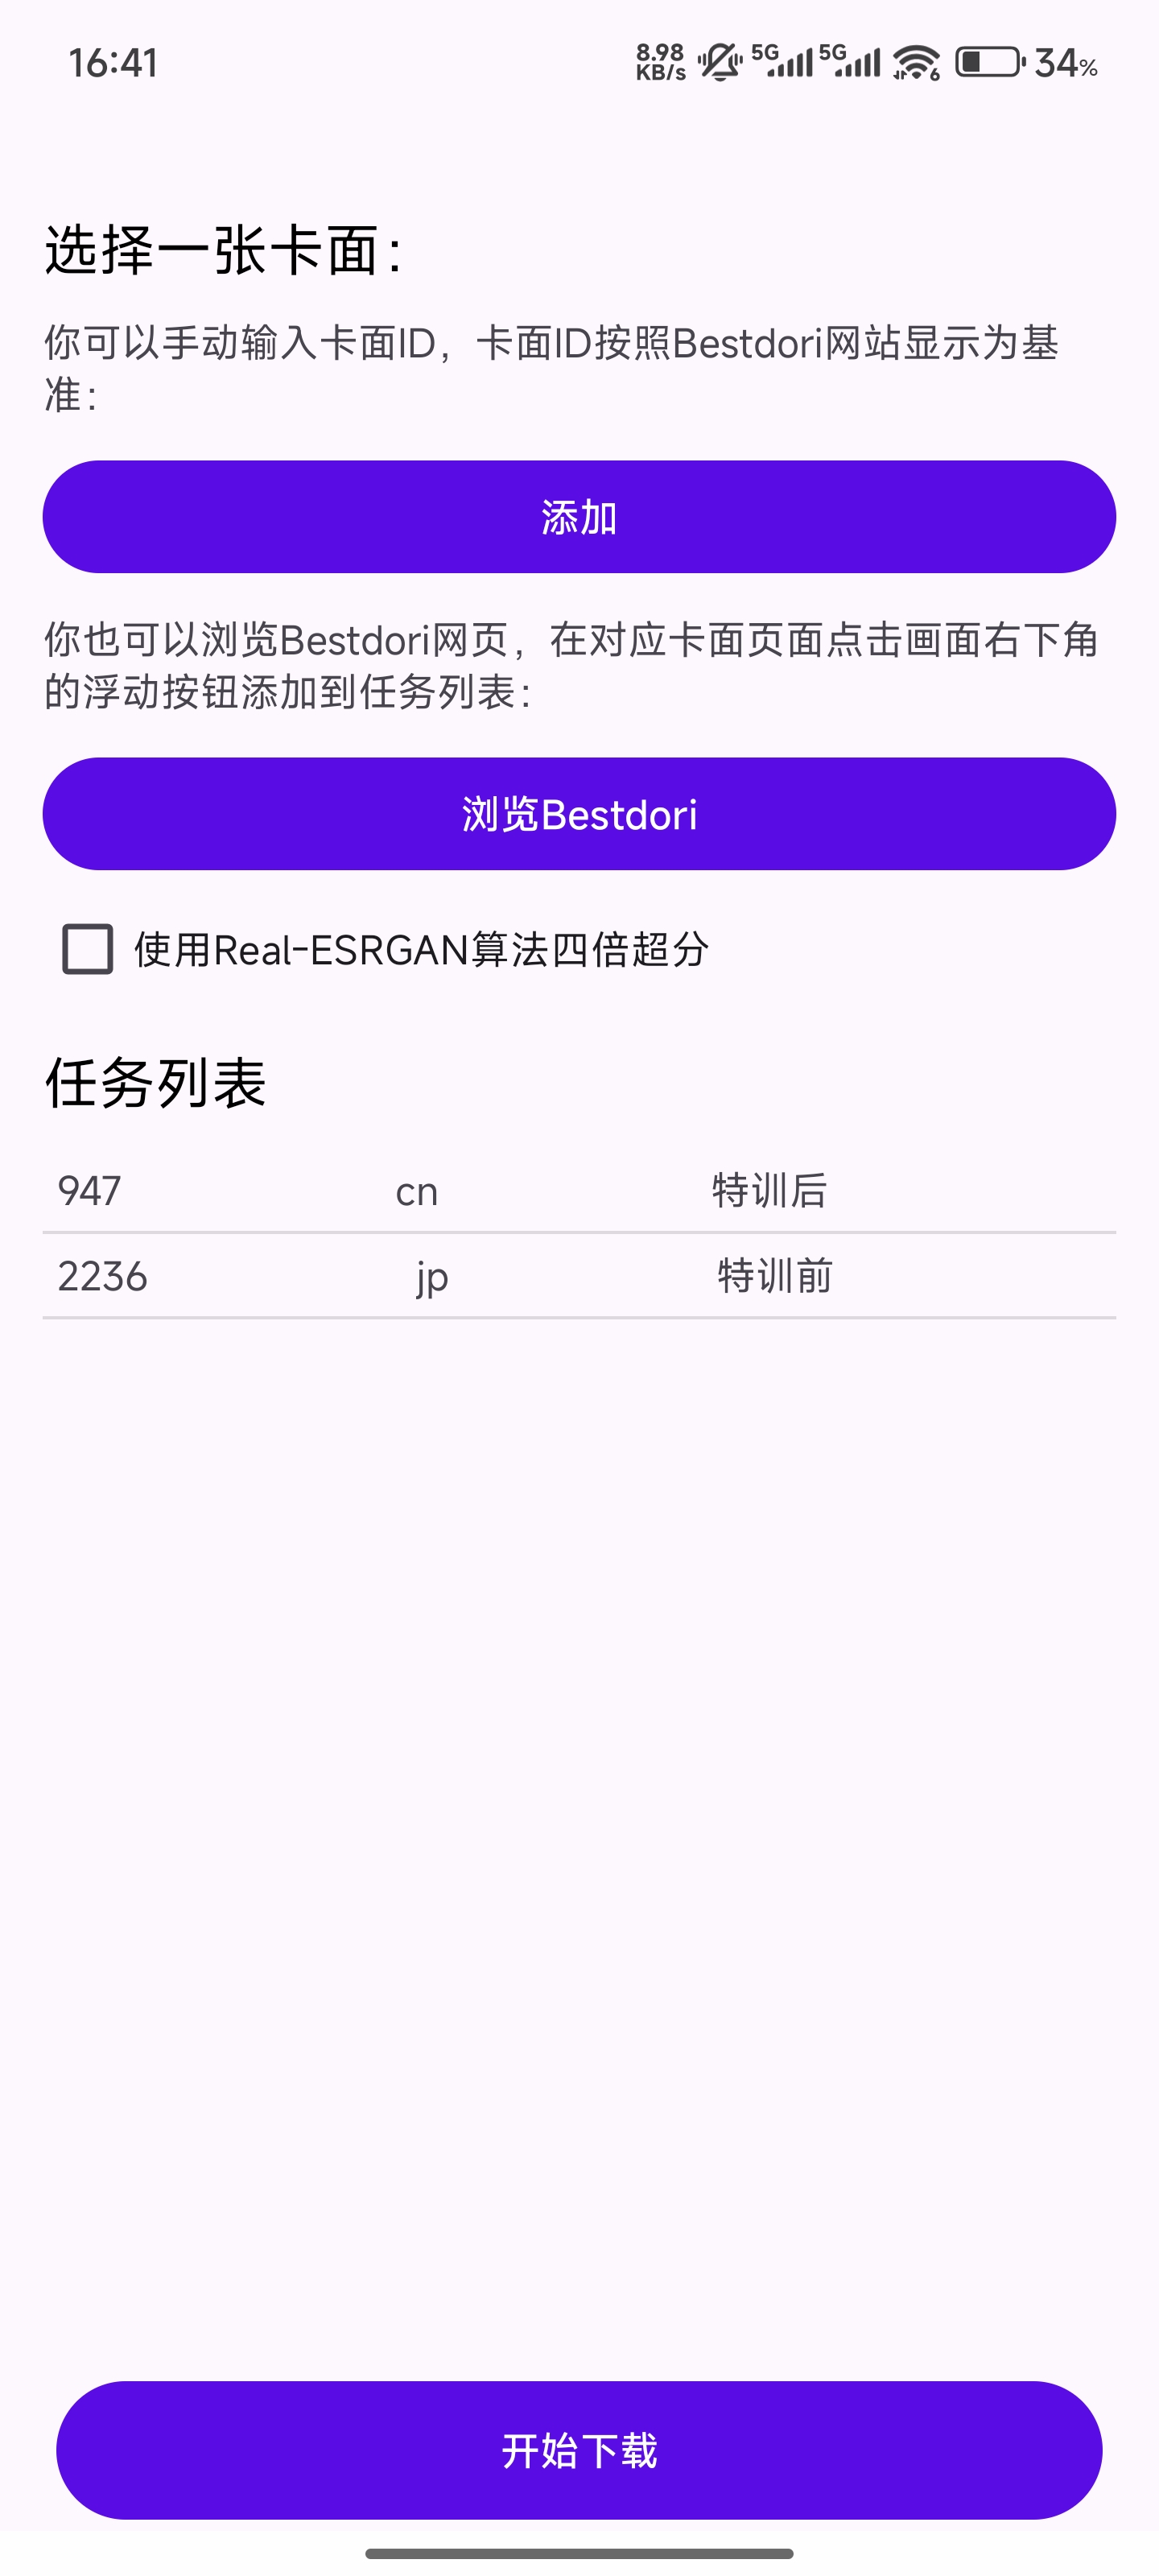 16:41
8.98
KB/s
5G
5G
6
34%
选择一张卡面：
你可以手动输入卡面ID，卡面ID按照Bestdori网站显示为基
准：
添加
你也可以浏览Bestdori网页，在对应卡面页面点击画面右下角
的浮动按钮添加到任务列表：
浏览Bestdori
使用Real-ESRGAN算法四倍超分
任务列表
947 cn 特训后
2236 jp 特训前
开始下载